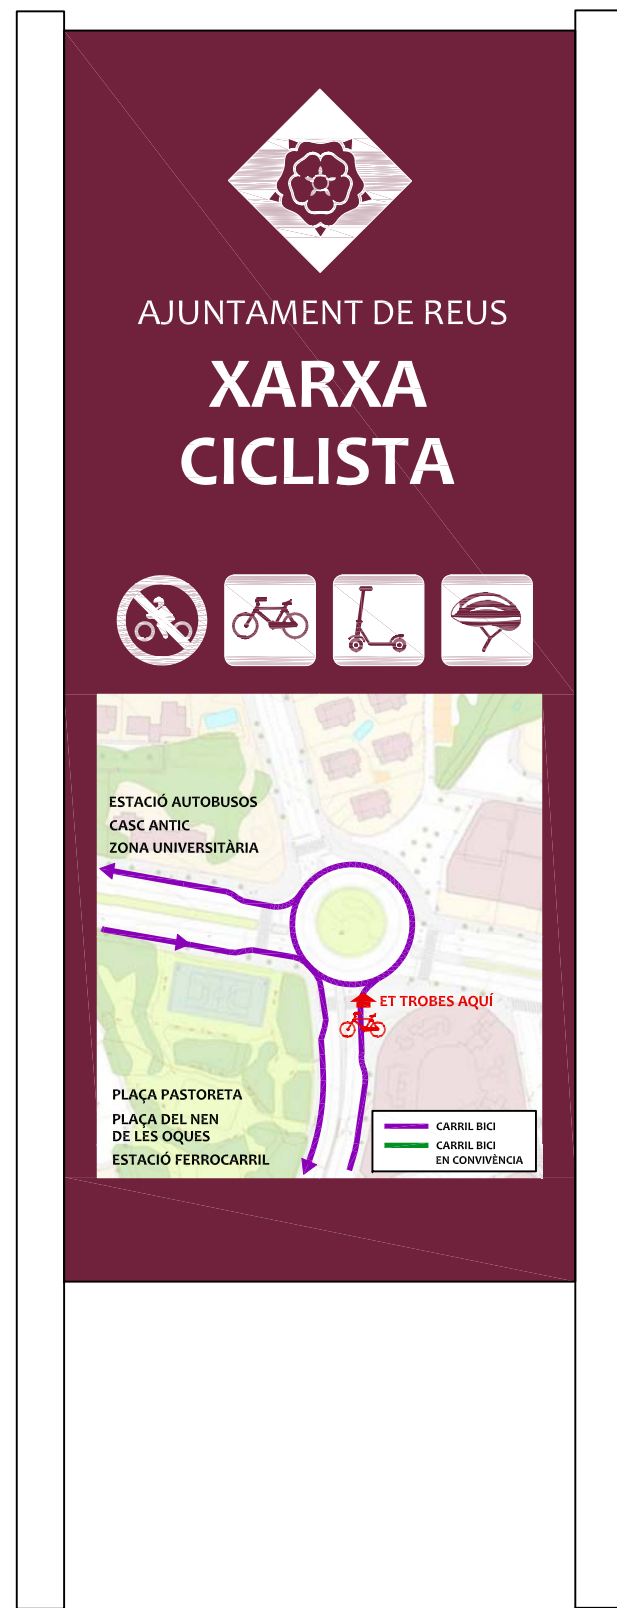 AJUNTAMENT DE REUS
XARXA
CICLISTA
ESTACIÓ AUTOBUSOS
CASC ANTIC
ZONA UNIVERSITÀRIA
ET TROBES AQUÍ
PLAÇA PASTORETA
PLAÇA DEL NEN
DE LES OQUES
ESTACIÓ FERROCARRIL
CARRIL BICI
CARRIL BICI
EN CONVIVÈNCIA